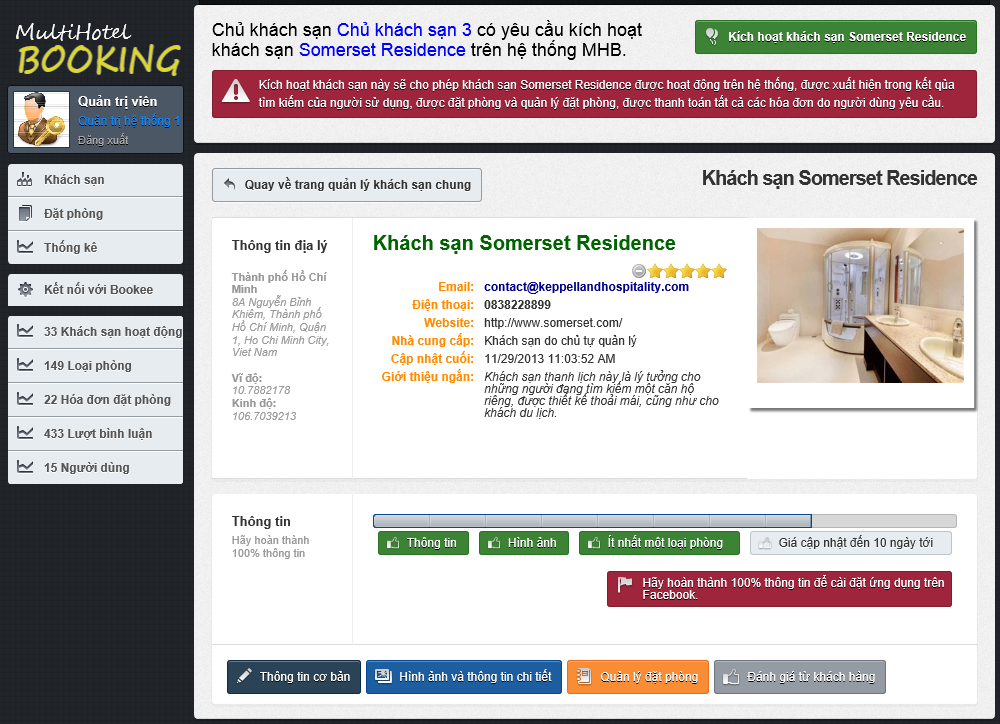 MultiHotel
BOOKING
Quản trị viên
Quản trị hệ thống 1
Đăng xuất
Khách sạn
Đặt phòng
Thống kê
Kết nối với Bookee
33 Khách sạn hoạt động
149 Loại phòng
22 Hóa đơn đặt phòng
433 Lượt bình luận
15 Người dùng
Chủ khách sạn Chủ khách sạn 3 có yêu cầu kích hoạt
khách sạn Somerset Residence trên hệ thống MHB.
Kích hoạt khách sạn Somerset Residence
Kích hoạt khách sạn này sẽ cho phép khách sạn Somerset Residence được hoạt động trên hệ thống, được xuất hiện trong kết qủa
tìm kiếm của người sử dụng, được đặt phòng và quản lý đặt phòng, được thanh toán tất cả các hóa đơn do người dùng yêu cầu.
Quay về trang quản lý khách sạn chung
Khách sạn Somerset Residence
Thông tin địa lý
Thành phố Hồ Chí
Minh
8A Nguyễn Bỉnh
Khiêm, Thành phố
Hồ Chí Minh, Quận
1, Ho Chi Minh City,
Viet Nam
Vĩ độ:
10.7882178
Kinh độ:
106.7039213
Khách sạn Somerset Residence
Email: contact@keppellandhospitality.com
Điện thoại: 0838228899
Website: http://www.somerset.com/
Nhà cung cấp: Khách sạn do chủ tự quản lý
Cập nhật cuối: 11/29/2013 11:03:52 AM
Giới thiệu ngắn: Khách sạn thanh lịch này là lý tưởng cho
những người đang tìm kiếm một căn hộ
riêng, được thiết kế thoải mái, cũng như cho
khách du lịch.
Thông tin
Hãy hoàn thành
100% thông tin
Thông tin
Hình ảnh
Ít nhất một loại phòng
Giá cập nhật đến 10 ngày tới
Hãy hoàn thành 100% thông tin để cài đặt ứng dụng trên
Facebook.
Thông tin cơ bản
Hình ảnh và thông tin chi tiết
Quản lý đặt phòng
Đánh giá từ khách hàng